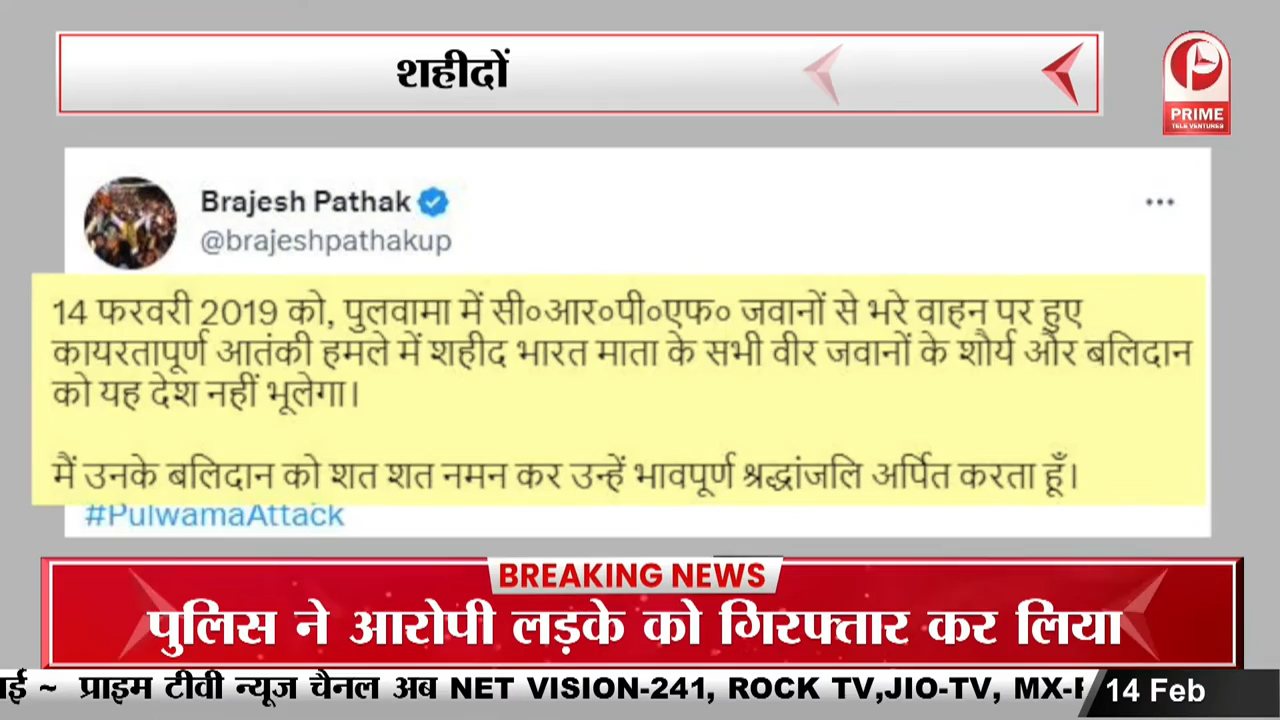 शहीदों
PRIME
TELE VENTURES
Brajesh Pathak
@brajeshpathakup
14 फरवरी 2019 को, पुलवामा में सी०आर०पी०एफ० जवानों से भरे वाहन पर हुए
कायरतापूर्ण आतंकी हमले में शहीद भारत माता के सभी वीर जवानों के शौर्य और बलिदान
को यह देश नहीं भूलेगा।
मैं उनके बलिदान को शत शत नमन कर उन्हें भावपूर्ण श्रद्धांजलि अर्पित करता हूँ।
#PulwamaAttack
BREAKING NEWS
पुलिस ने आरोपी लड़के को गिरफ्तार कर लिया
~ प्राइम टीवी न्यूज चैनल अब NET VISION-241, ROCK TV,JIO-TV,
14 Feb